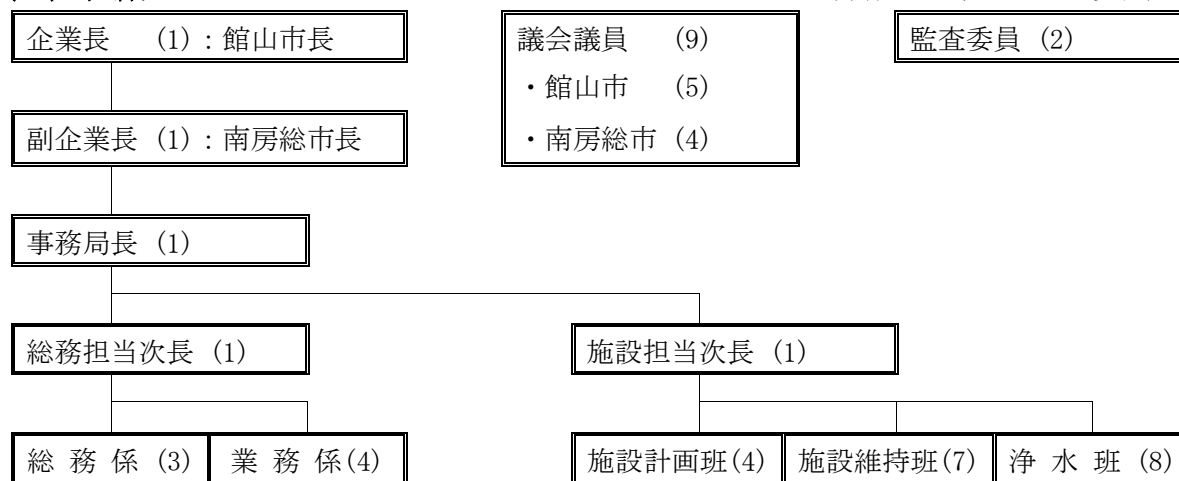 企業長 (1)：館山市長
議会議員 (9)
・館山市 (5)
・南房総市 (4)
監査委員 (2)
副企業長 (1)：南房総市長
事務局長 (1)
総務担当次長 (1)
施設担当次長 (1)
総 務 係 (3)
業 務 係(4)
施設計画班(4)
施設維持班(7)
浄 水 班 (8)